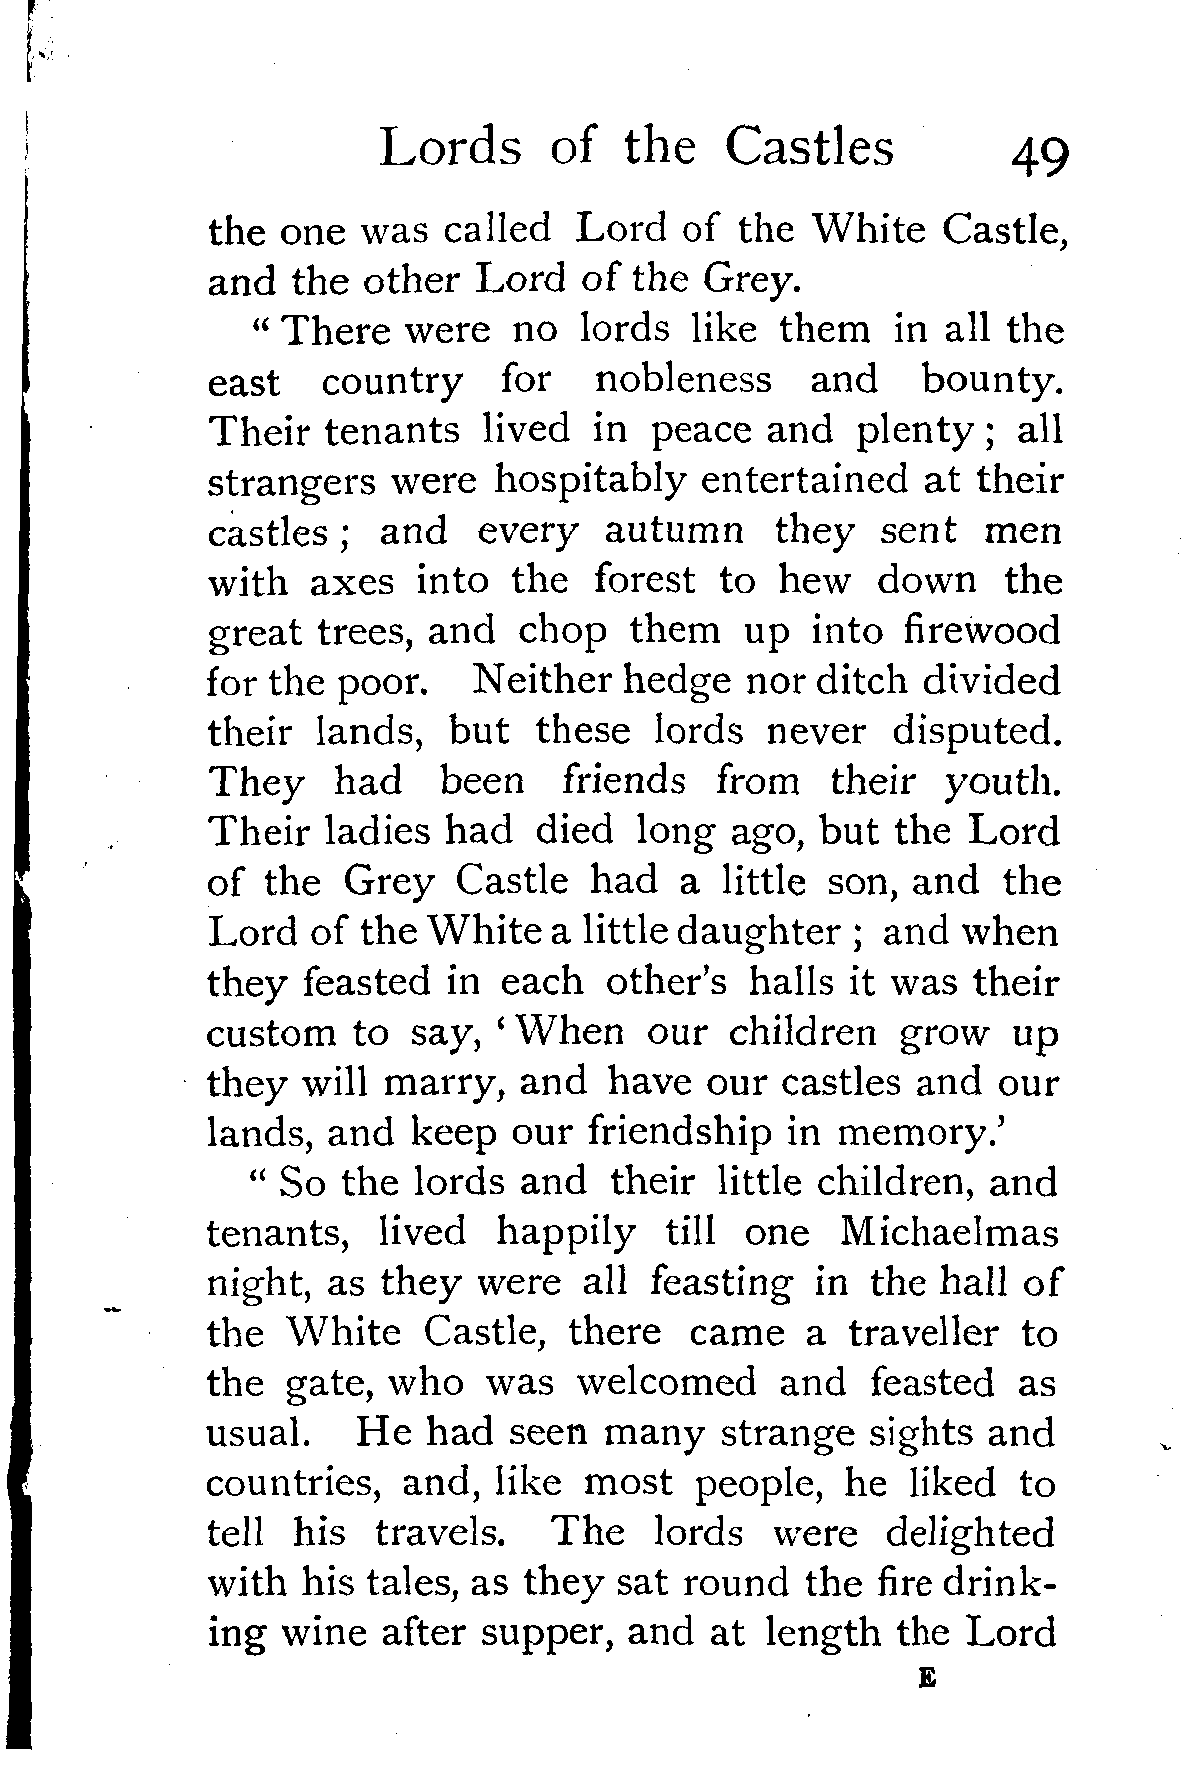 Lords of the Castles 49
the one was called Lord of the White Castle,
and the other Lord of the Grey.
“ There were no lords like them in all the
east country for nobleness and bounty.
Their tenants lived in peace and plenty ; all
strangers were hospitably entertained at their
castles ; and every autumn they sent men
with axes into the forest to hew down the
great trees, and chop them up into firewood
for the poor. Neither hedge nor ditch divided
their lands, but these lords never disputed.
They had been friends from their youth.
Their ladies had died long ago, but the Lord
of the Grey Castle had a little son, and the
Lord of the White a little daughter ; and when
they feasted in each other’s halls it was their
custom to say, ‘ When our children grow up
they will marry, and have our castles and our
lands, and keep our friendship in memory.’
“ So the lords and their little children, and
tenants, lived happily till one Michaelmas
night, as they were all feasting in the hall of
the White Castle, there came a traveller to
the gate, who was welcomed and feasted as
usual. He had seen many strange sights and
countries, and, like most people, he liked to
tell his travels. The lords were delighted
with his tales, as they sat round the fire drink-
ing wine after supper, and at length the Lord
E